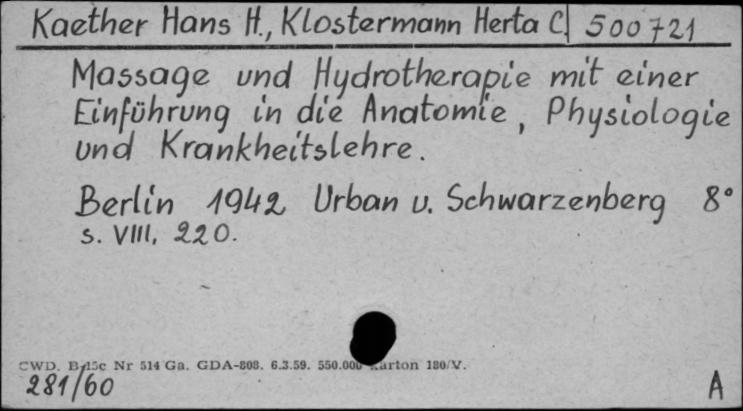 Kaether Hans H., Klostermann Herta C. 500721
Massage und Hydrotherapie mit einer
Einführung in die Anatomie, Physiologie
und Krankheitslehre.
Berlin 1942 Urban u. Schwarzenberg 8°
s. VIII, 220.
CWD. B-15c Nr 514 Ga. GDA-808. 6.3.59. 550.000 Karton 180/V.
281/60
A